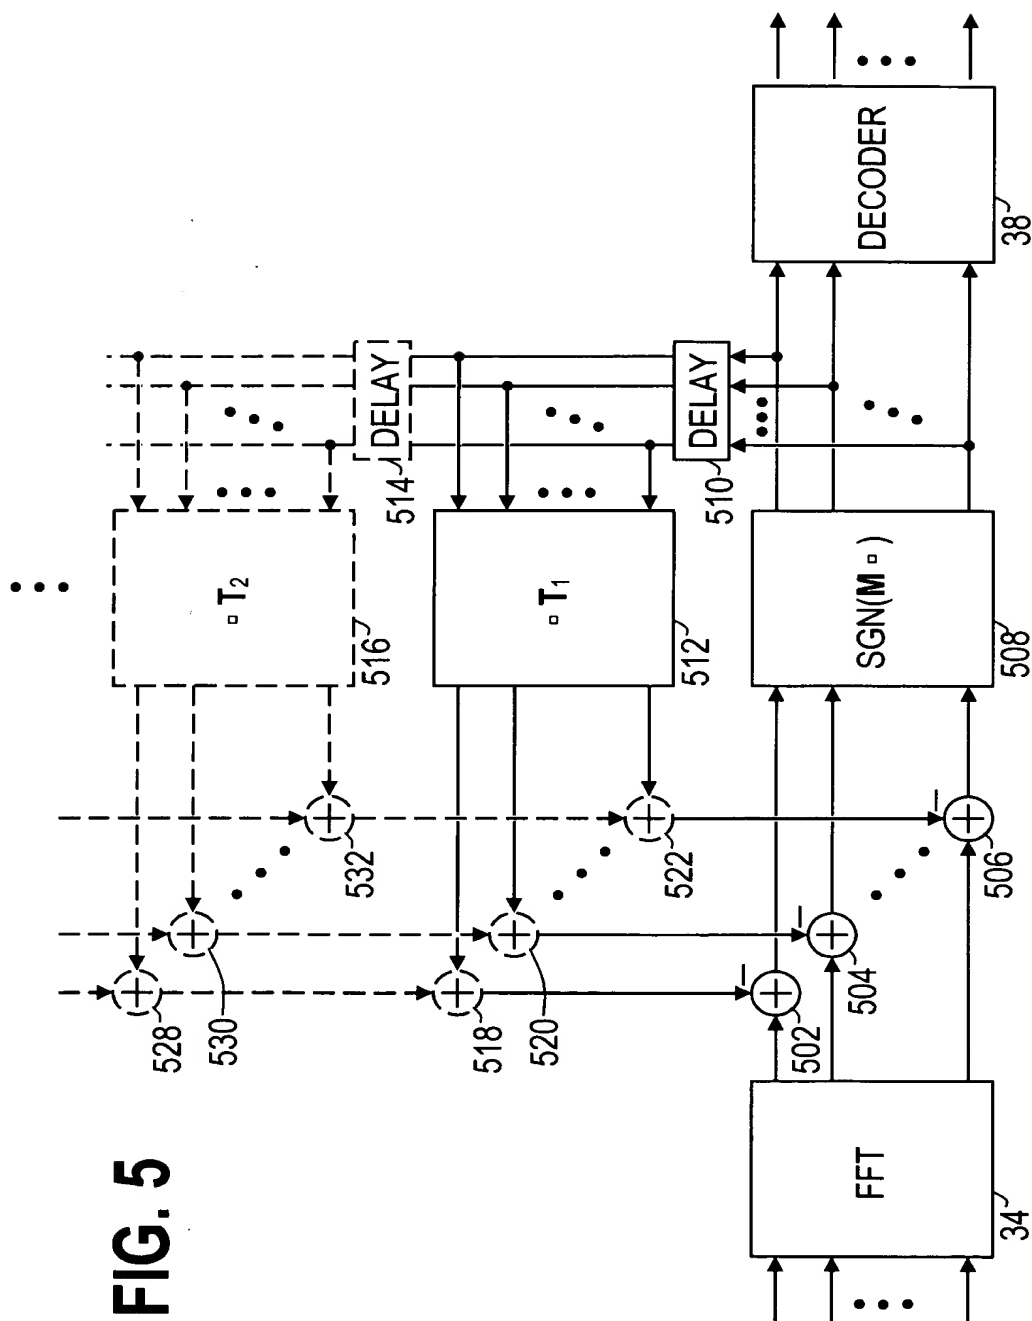 FIG. 5
▫ T2
516
DELAY
514
528
530
532
▫ T1
512
DELAY
510
518
520
522
FFT
34
502
504
506
SGN(M ▫ )
508
DECODER
38